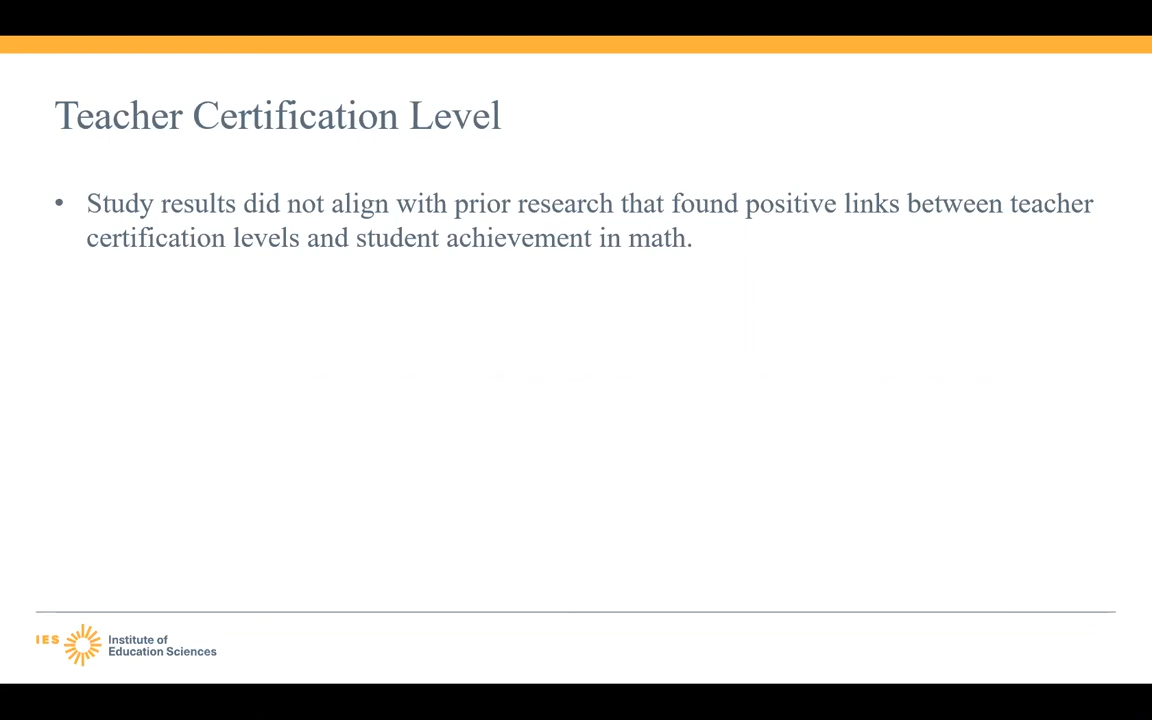 Teacher Certification Level
• Study results did not align with prior research that found positive links between teacher
certification levels and student achievement in math.
IES
Institute of
Education Sciences